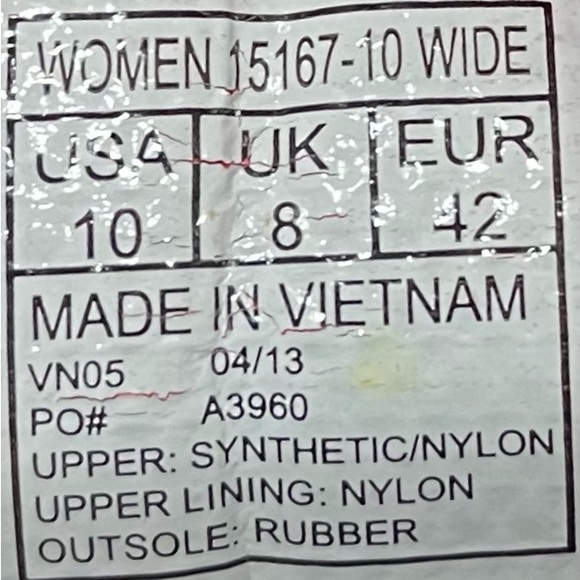 WOMEN 15167-10 WIDE
USA UK EUR
10 8 42
MADE IN VIETNAM
VN05 04/13
PO# A3960
UPPER: SYNTHETIC/NYLON
UPPER LINING: NYLON
OUTSOLE: RUBBER